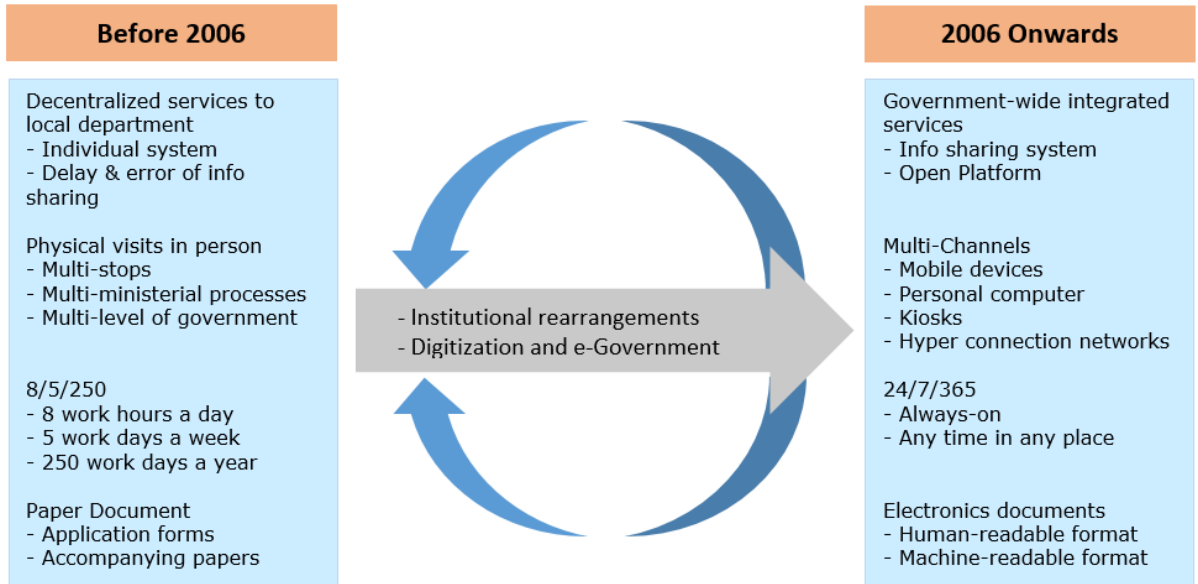 Before 2006
Decentralized services to
local department
- Individual system
- Delay & error of info
sharing
Physical visits in person
- Multi-stops
- Multi-ministerial processes
- Multi-level of government
8/5/250
- 8 work hours a day
- 5 work days a week
- 250 work days a year
Paper Document
- Application forms
- Accompanying papers
- Institutional rearrangements
- Digitization and e-Government
2006 Onwards
Government-wide integrated
services
- Info sharing system
- Open Platform
Multi-Channels
- Mobile devices
- Personal computer
- Kiosks
- Hyper connection networks
24/7/365
- Always-on
- Any time in any place
Electronics documents
- Human-readable format
- Machine-readable format